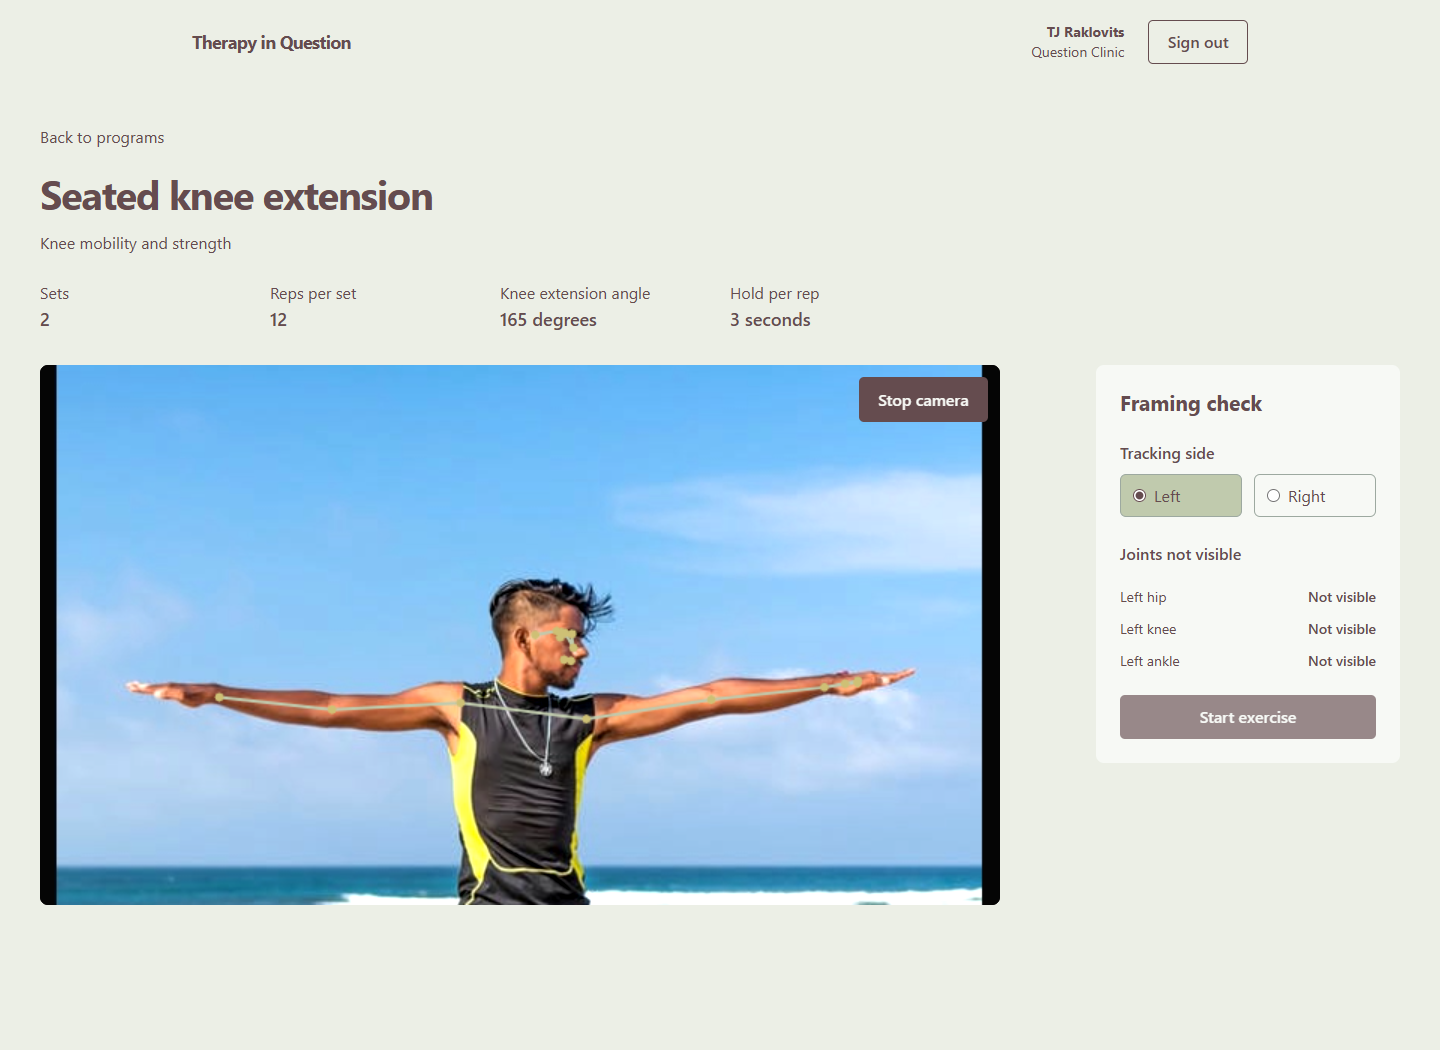 Therapy in Question
TJ Raklovits
Question Clinic
Sign out
Back to programs
Seated knee extension
Knee mobility and strength
Sets
2
Reps per set
12
Knee extension angle
165 degrees
Hold per rep
3 seconds
Stop camera
Framing check
Tracking side
Left
Right
Joints not visible
Left hip Not visible
Left knee Not visible
Left ankle Not visible
Start exercise